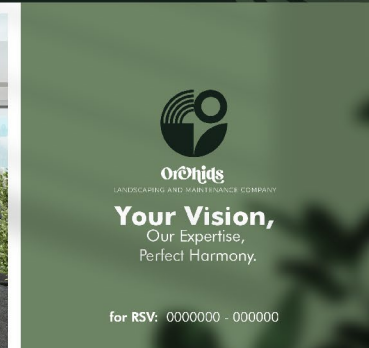 Orchids
LANDSCAPING AND MAINTENANCE COMPANY
Your Vision,
Our Expertise,
Perfect Harmony.
for RSV: 0000000 - 000000